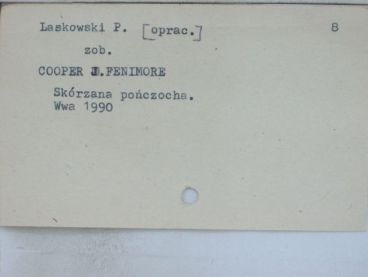 Laskowski P. [oprac.] 8
zob.
COOPER J.FENIMORE
Skórzana pończocha.
Wwa 1990